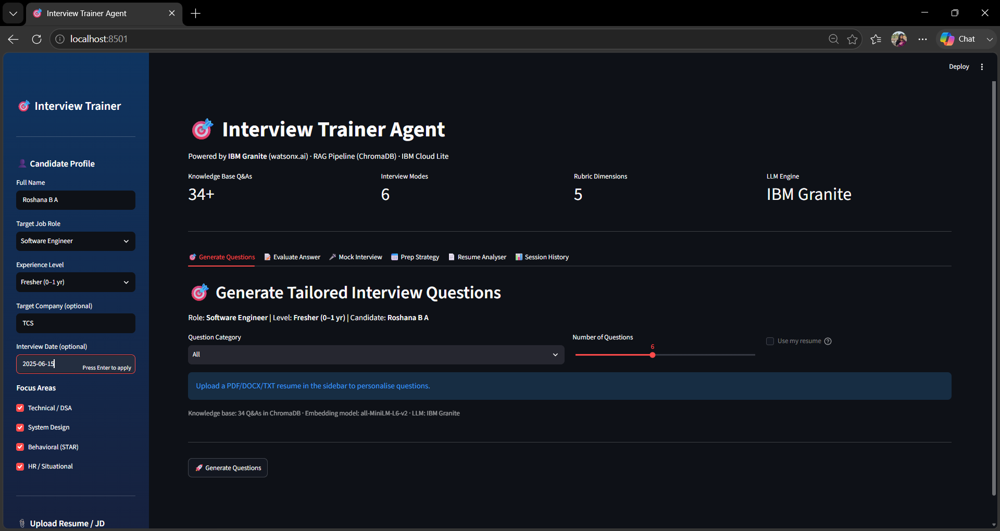 Interview Trainer Agent
localhost:8501
Chat
Deploy
Interview Trainer
Candidate Profile
Full Name
Roshana B A
Target Job Role
Software Engineer
Experience Level
Fresher (0–1 yr)
Target Company (optional)
TCS
Interview Date (optional)
2025-06-15
Press Enter to apply
Focus Areas
Technical / DSA
System Design
Behavioral (STAR)
HR / Situational
Upload Resume / JD
Interview Trainer Agent
Powered by IBM Granite (watsonx.ai) · RAG Pipeline (ChromaDB) · IBM Cloud Lite
Knowledge Base Q&As
34+
Interview Modes
6
Rubric Dimensions
5
LLM Engine
IBM Granite
Generate Questions Evaluate Answer Mock Interview Prep Strategy Resume Analyser Session History
Generate Tailored Interview Questions
Role: Software Engineer | Level: Fresher (0–1 yr) | Candidate: Roshana B A
Question Category
All
Number of Questions
6
Use my resume
Upload a PDF/DOCX/TXT resume in the sidebar to personalise questions.
Knowledge base: 34 Q&As in ChromaDB · Embedding model: all-MiniLM-L6-v2 · LLM: IBM Granite
Generate Questions